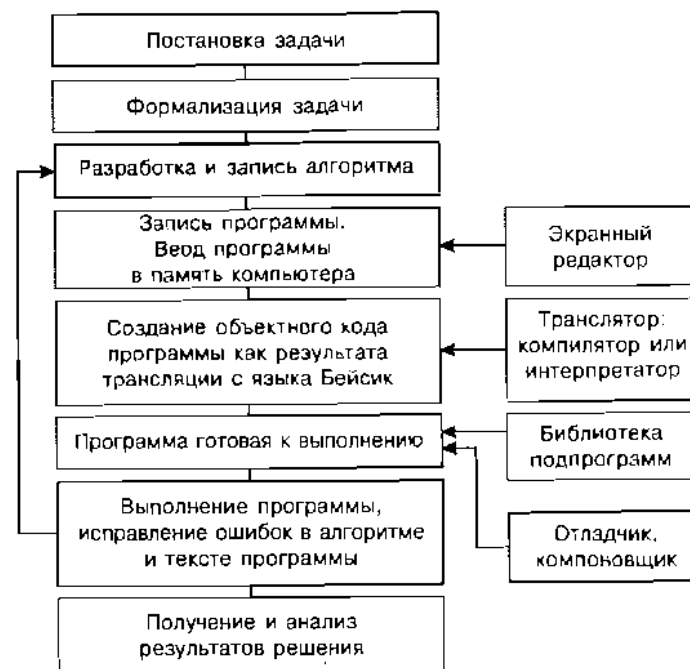 Постановка задачи
Формализация задачи
Разработка и запись алгоритма
Запись программы.
Ввод программы
в память компьютера
Экранный
редактор
Создание объектного кода
программы как результата
трансляции с языка Бейсик
Транслятор:
компилятор или
интерпретатор
Программа готовая к выполнению
Библиотека
подпрограмм
Выполнение программы,
исправление ошибок в алгоритме
и тексте программы
Отладчик,
компоновщик
Получение и анализ
результатов решения